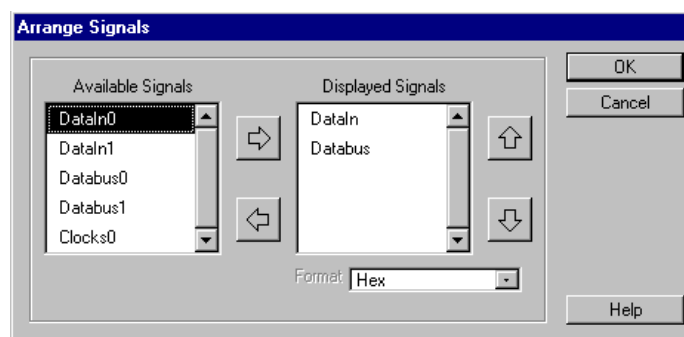 Arrange Signals
Available Signals
DataIn0
DataIn1
Databus0
Databus1
Clocks0
Displayed Signals
DataIn
Databus
Format Hex
OK
Cancel
Help